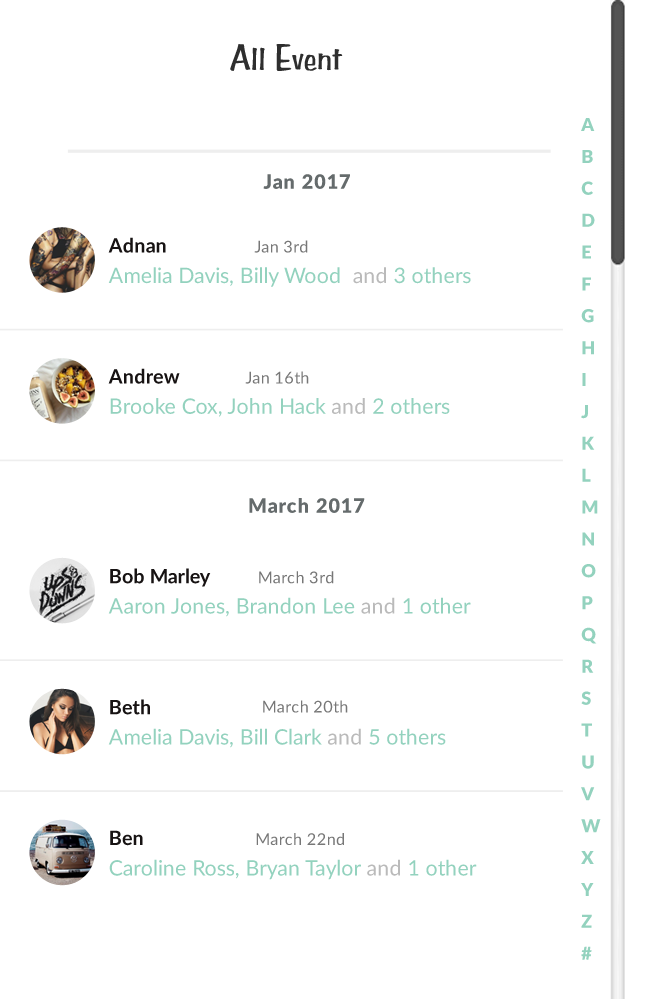 All Event
Jan 2017
Adnan Jan 3rd
Amelia Davis, Billy Wood and 3 others
Andrew Jan 16th
Brooke Cox, John Hack and 2 others
March 2017
Bob Marley March 3rd
UPS &
DOWNS
Aaron Jones, Brandon Lee and 1 other
Beth March 20th
Amelia Davis, Bill Clark and 5 others
Ben March 22nd
Caroline Ross, Bryan Taylor and 1 other
A
B
C
D
E
F
G
H
I
J
K
L
M
N
O
P
Q
R
S
T
U
V
W
X
Y
Z
#